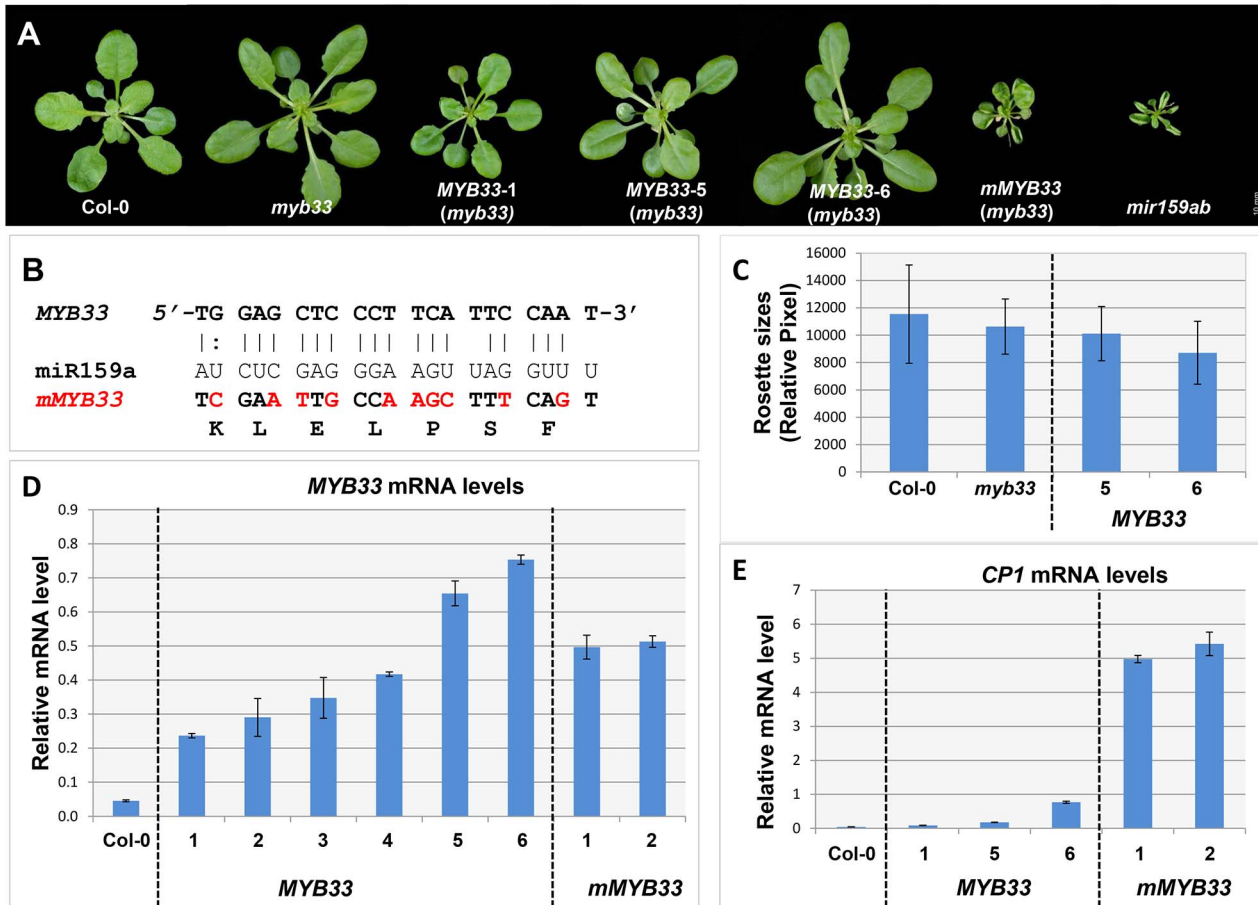 A
Col-0
myb33
MYB33-1
(myb33)
MYB33-5
(myb33)
MYB33-6
(myb33)
mMYB33
(myb33)
mir159ab
10 mm
B
MYB33 5’-TG GAG CTC CCT TCA TTC CAA T-3’
|: ||| ||| ||| ||| || |||
miR159a AU CUC GAG GGA AGU UAG GUU U
mMYB33 TC GAA TTG CCA AGC TTT CAG T
K L E L P S F
C
Rosette sizes
(Relative Pixel)
16000
14000
12000
10000
8000
6000
4000
2000
0
Col-0 myb33 5 6
MYB33
D
MYB33 mRNA levels
Relative mRNA level
0.9
0.8
0.7
0.6
0.5
0.4
0.3
0.2
0.1
0.0
Col-0 1 2 3 4 5 6 1 2
MYB33 mMYB33
E
CP1 mRNA levels
Relative mRNA level
7
6
5
4
3
2
1
0
Col-0 1 5 6 1 2
MYB33 mMYB33